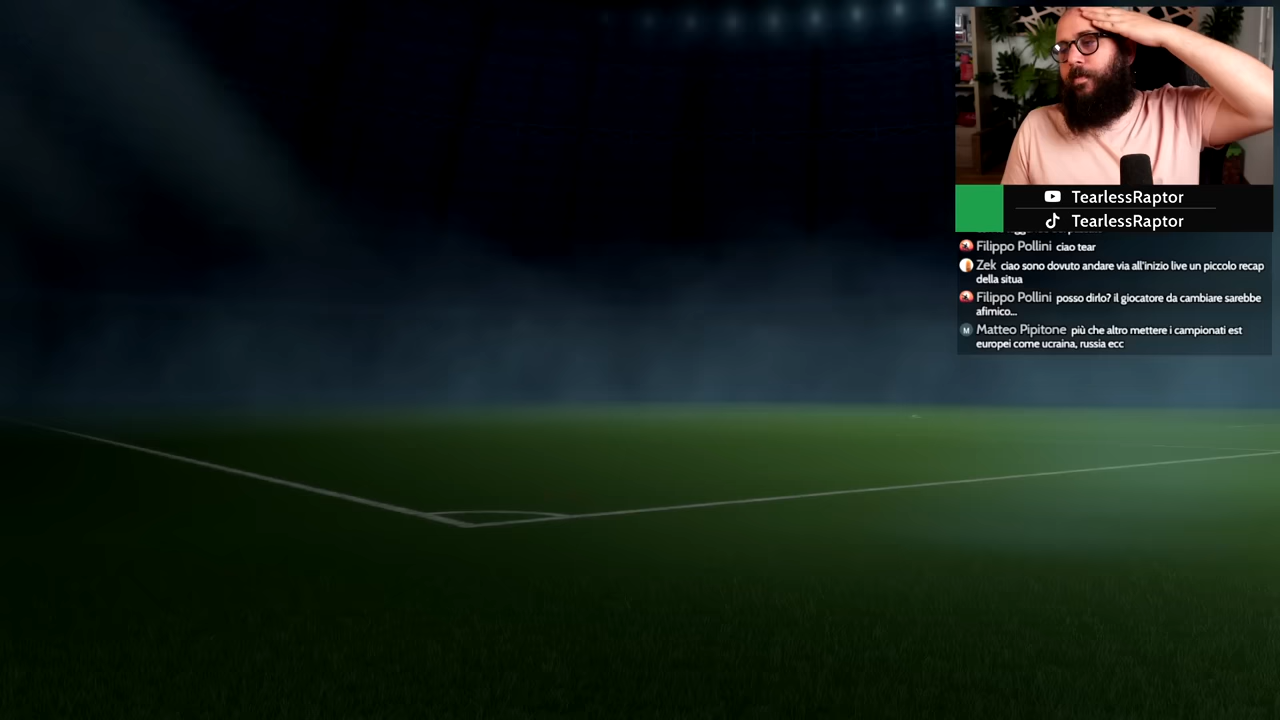 TearlessRaptor
TearlessRaptor
Filippo Pollini ciao tear
Zek ciao sono dovuto andare via all'inizio live un piccolo recap
della situa
Filippo Pollini posso dirlo? il giocatore da cambiare sarebbe
afimico...
M Matteo Pipitone più che altro mettere i campionati est
europei come ucraina, russia ecc